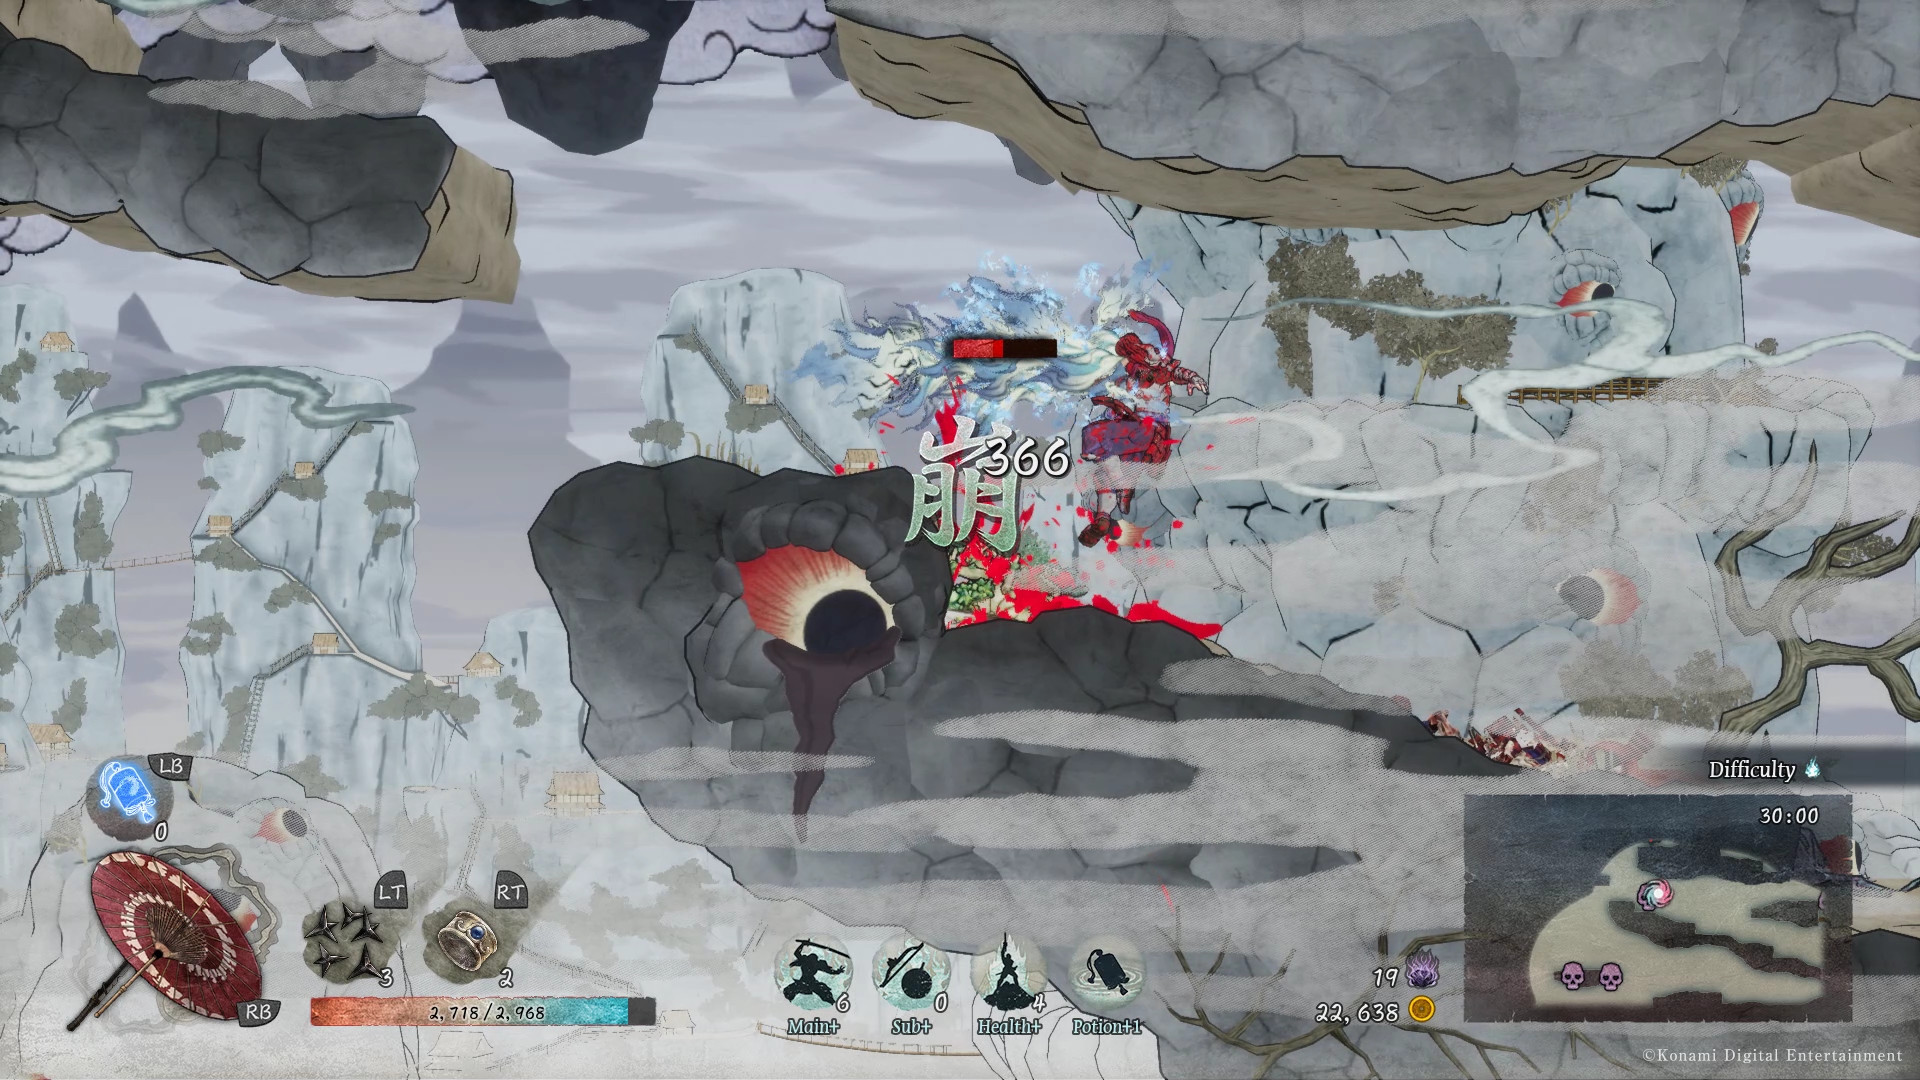 崩
366
LB
0
LT
3
RT
2
RB
2,718/2,968
6
Main+
0
Sub+
4
Health+
Potion+1
Difficulty
30:00
19
22,638
©Konami Digital Entertainment